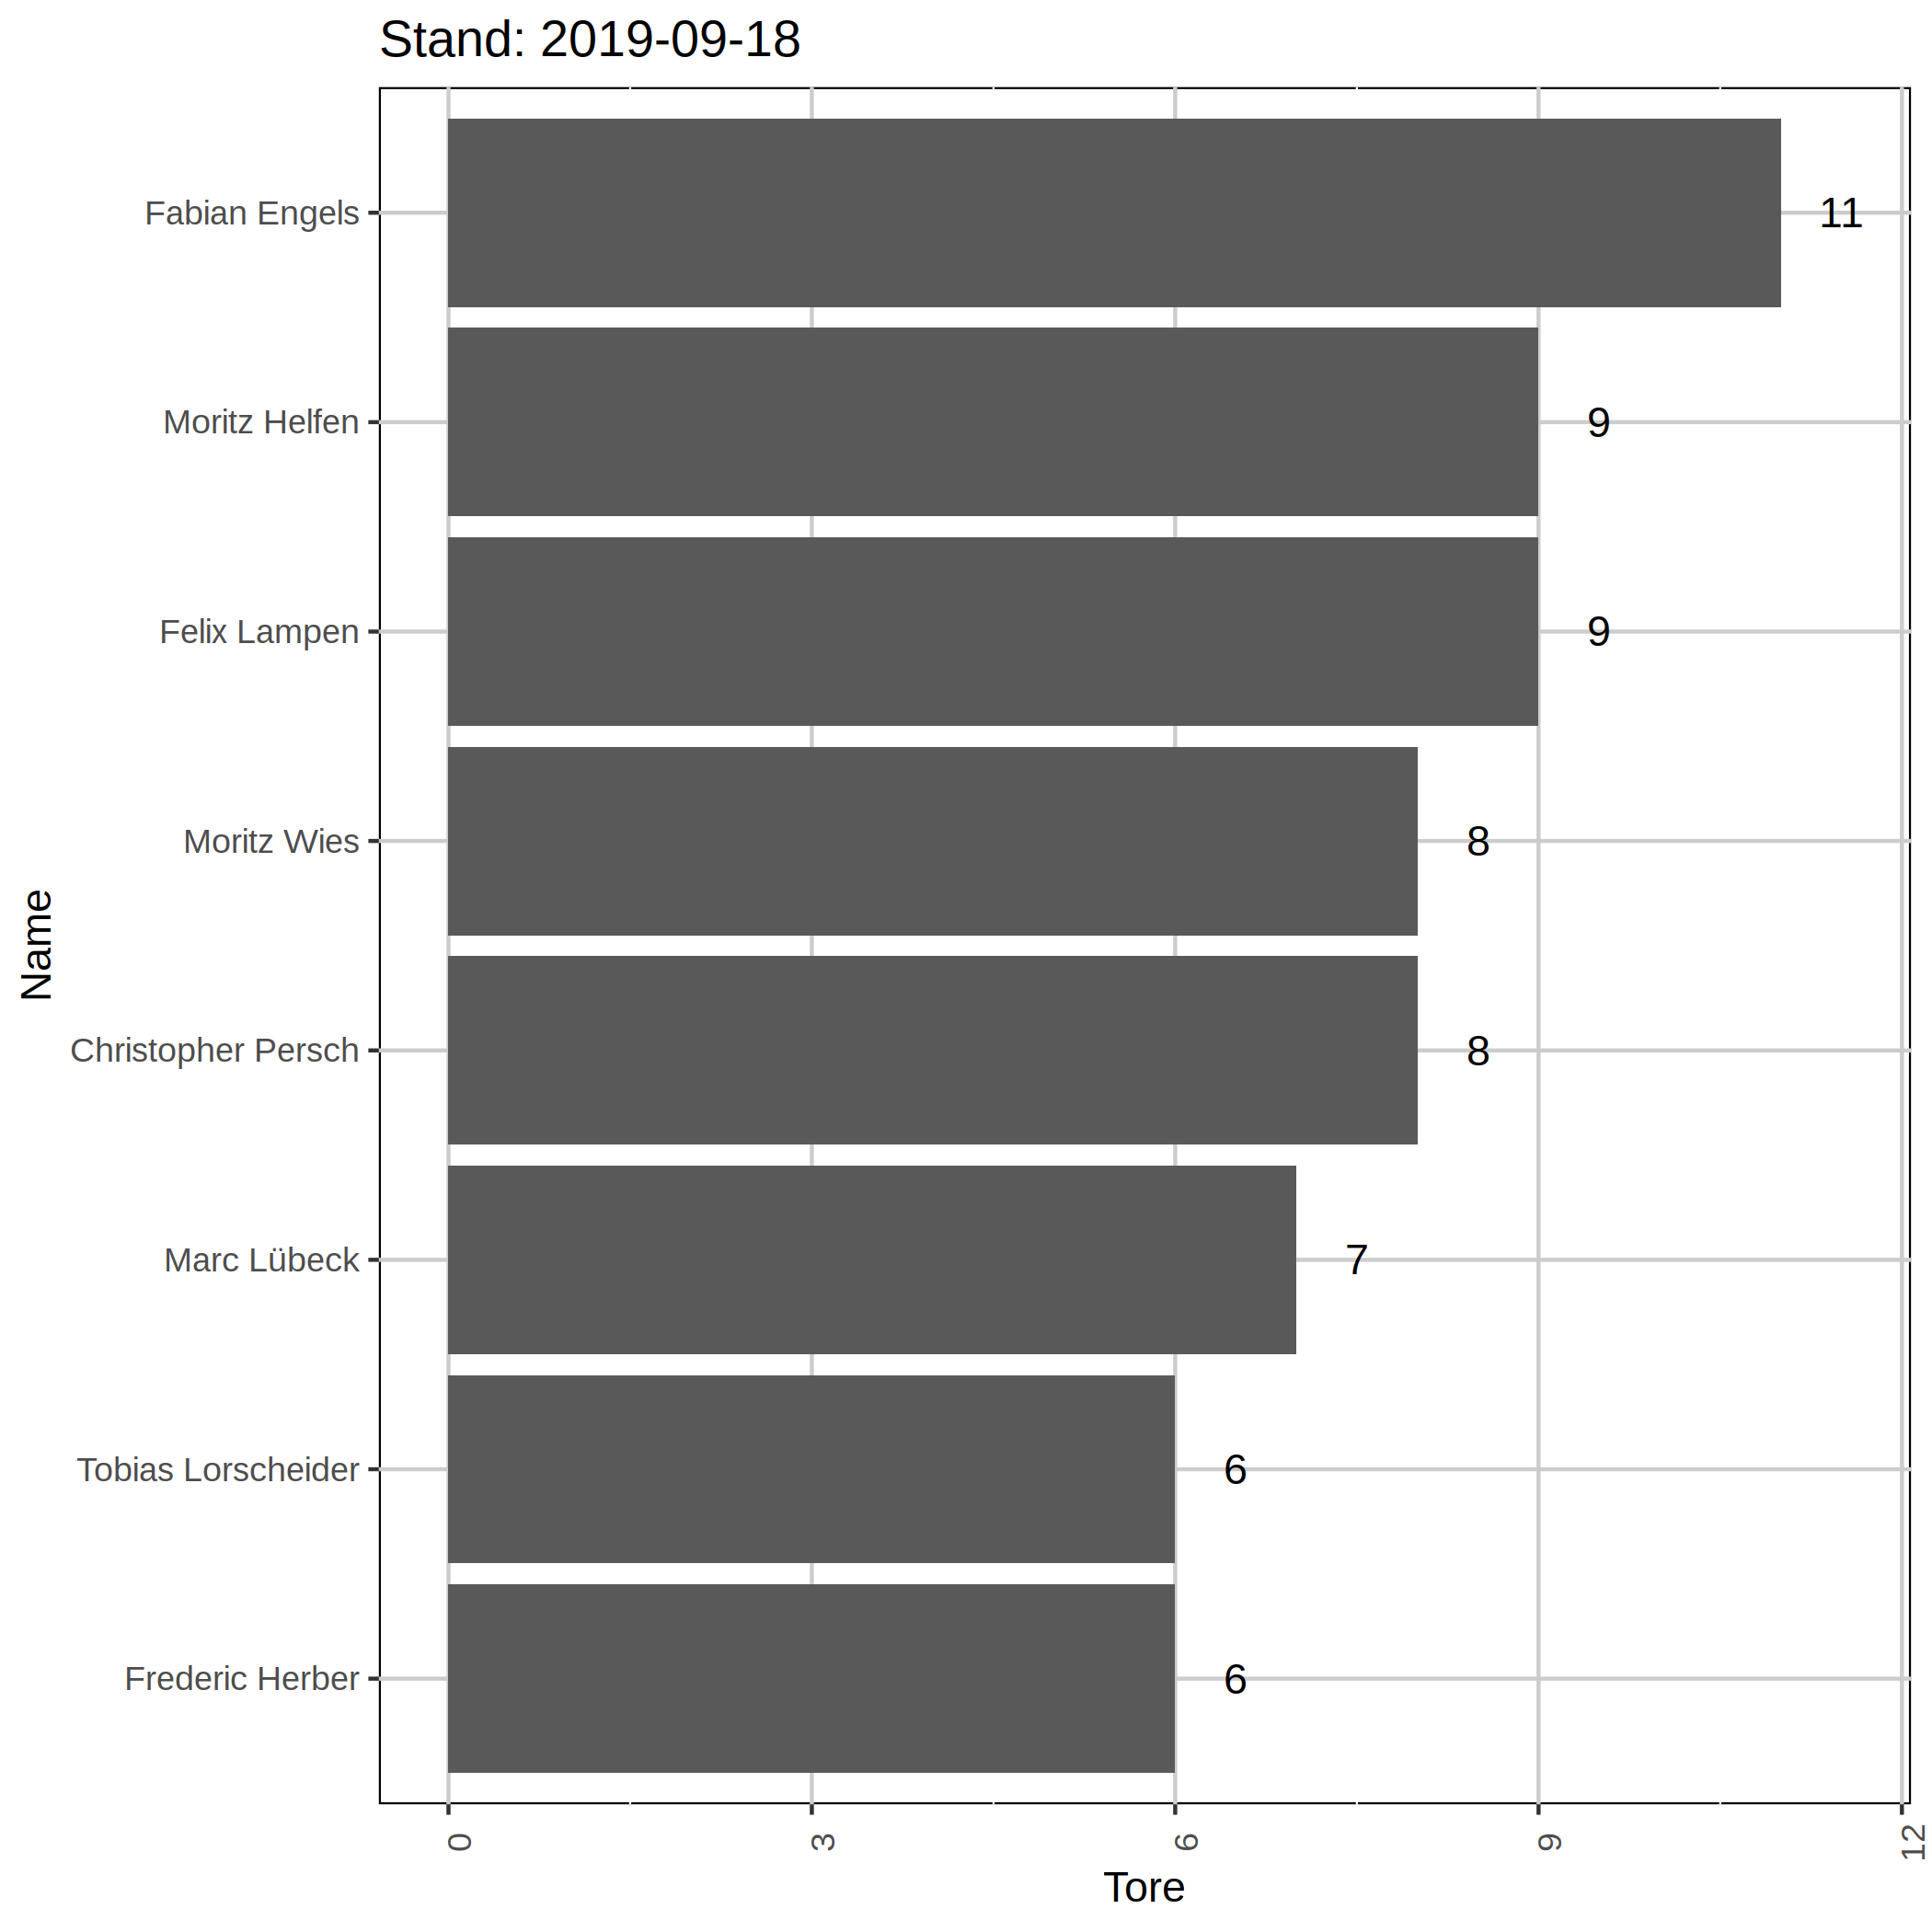 Stand: 2019-09-18
Fabian Engels
11
Moritz Helfen
9
Felix Lampen
9
Moritz Wies
8
Christopher Persch
8
Marc Lübeck
7
Tobias Lorscheider
6
Frederic Herber
6
Name
0
3
6
9
12
Tore